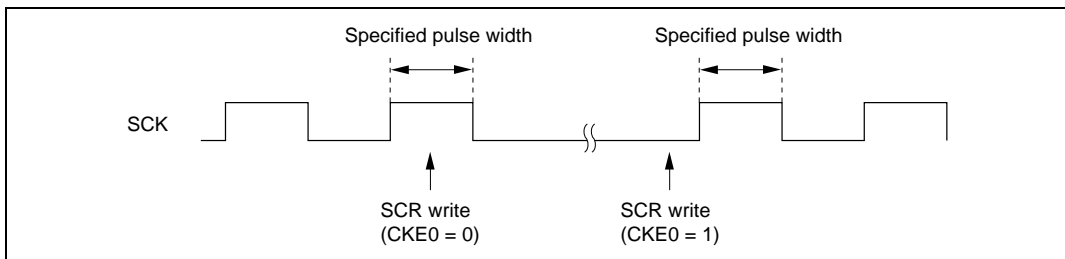 Specified pulse width
Specified pulse width
SCK
SCR write
(CKE0 = 0)
SCR write
(CKE0 = 1)